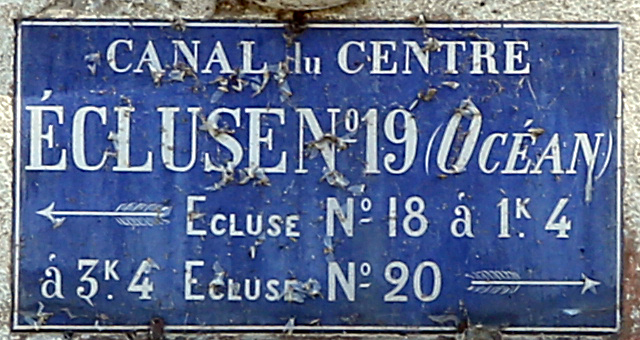 CANAL du CENTRE
ÉCLUSE Nº 19 (OCÉAN)
ECLUSE Nº 18 à 1K. 4
à 3K. 4 ECLUSE Nº 20